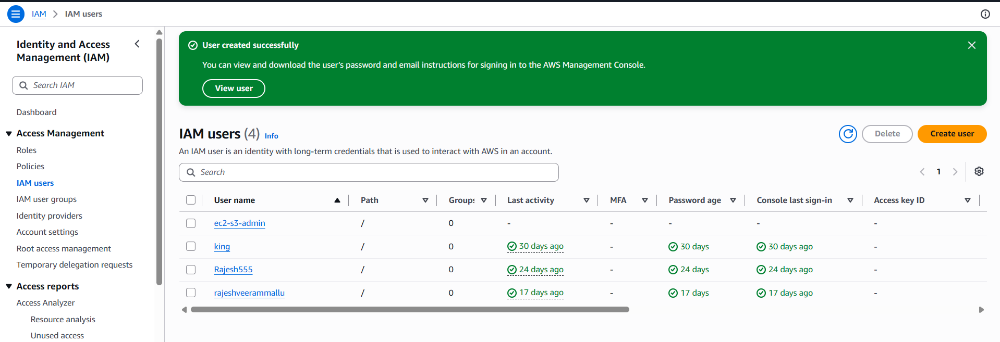 IAM > IAM users
Identity and Access
Management (IAM)
Search IAM
Dashboard
Access Management
Roles
Policies
IAM users
IAM user groups
Identity providers
Account settings
Root access management
Temporary delegation requests
Access reports
Access Analyzer
Resource analysis
Unused access
User created successfully
You can view and download the user's password and email instructions for signing in to the AWS Management Console.
View user
IAM users (4) Info
Delete
Create user
An IAM user is an identity with long-term credentials that is used to interact with AWS in an account.
Search
1
User name Path Groups Last activity MFA Password age Console last sign-in Access key ID
ec2-s3-admin / 0 - - - - -
king / 0 30 days ago - 30 days 30 days ago -
Rajesh555 / 0 24 days ago - 24 days 24 days ago -
rajeshveerammallu / 0 17 days ago - 17 days 17 days ago -